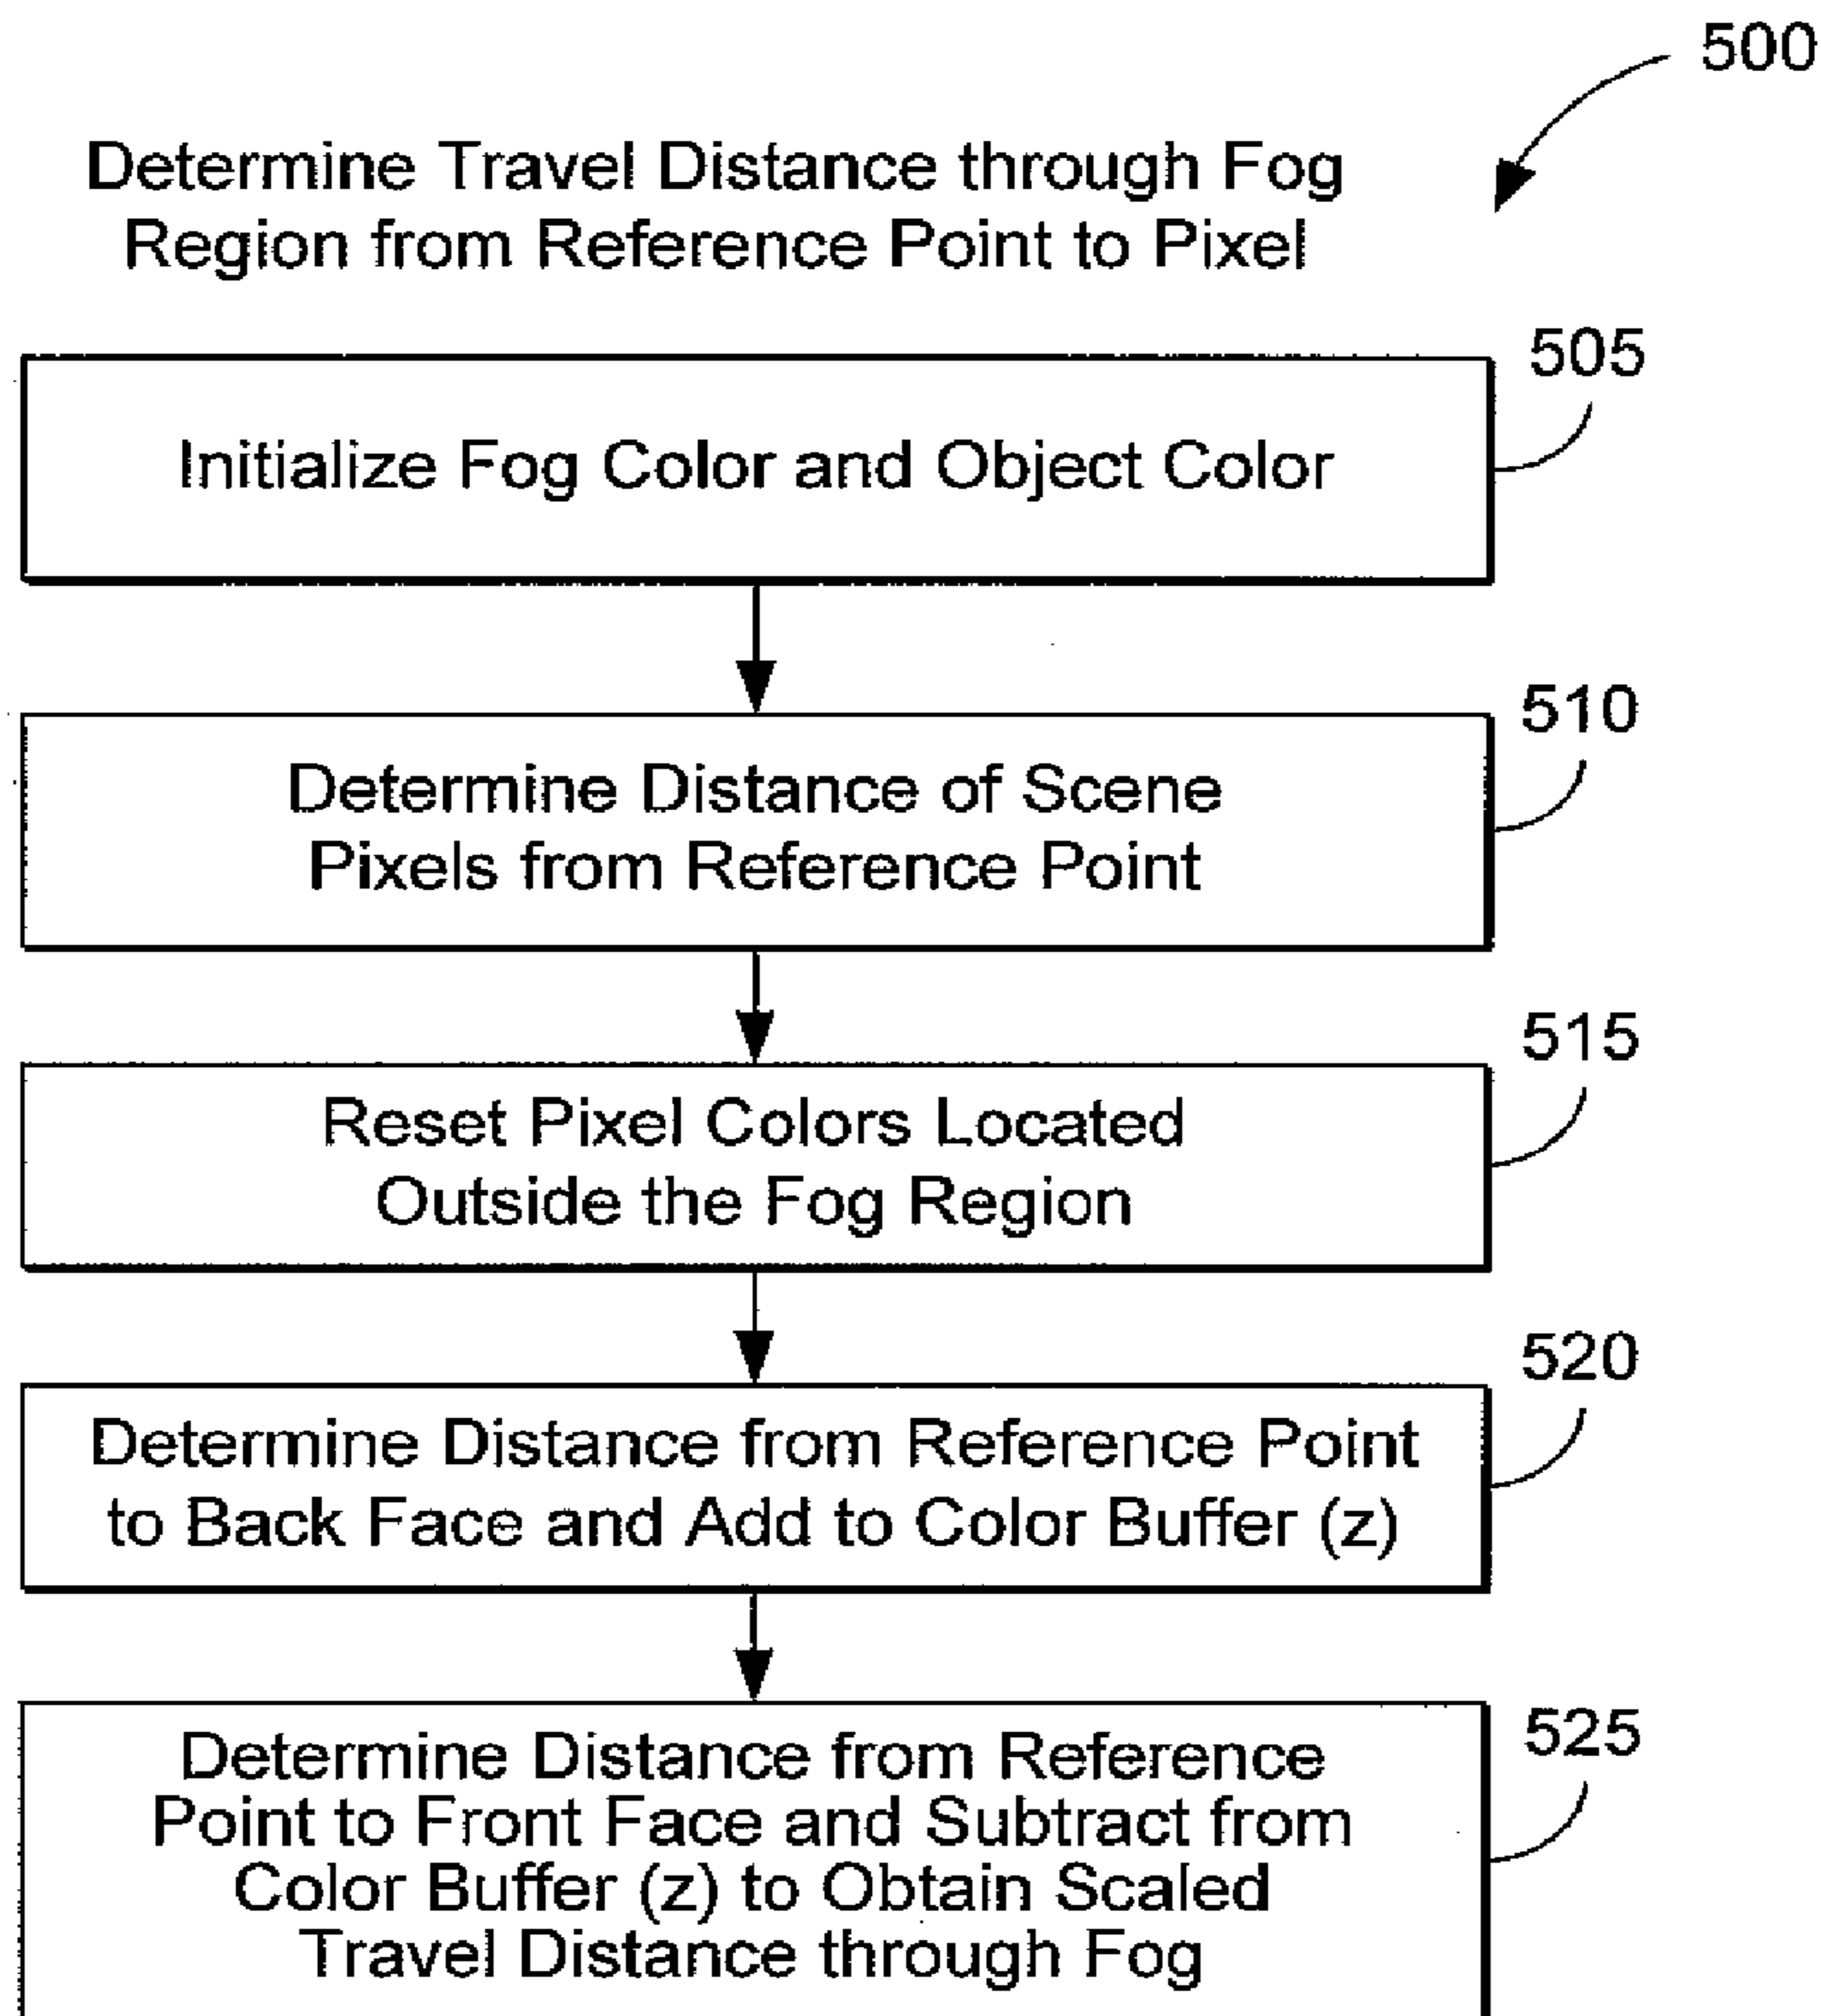 500
Determine Travel Distance through Fog
Region from Reference Point to Pixel
505
Initialize Fog Color and Object Color
510
Determine Distance of Scene
Pixels from Reference Point
515
Reset Pixel Colors Located
Outside the Fog Region
520
Determine Distance from Reference Point
to Back Face and Add to Color Buffer (z)
525
Determine Distance from Reference
Point to Front Face and Subtract from
Color Buffer (z) to Obtain Scaled
Travel Distance through Fog